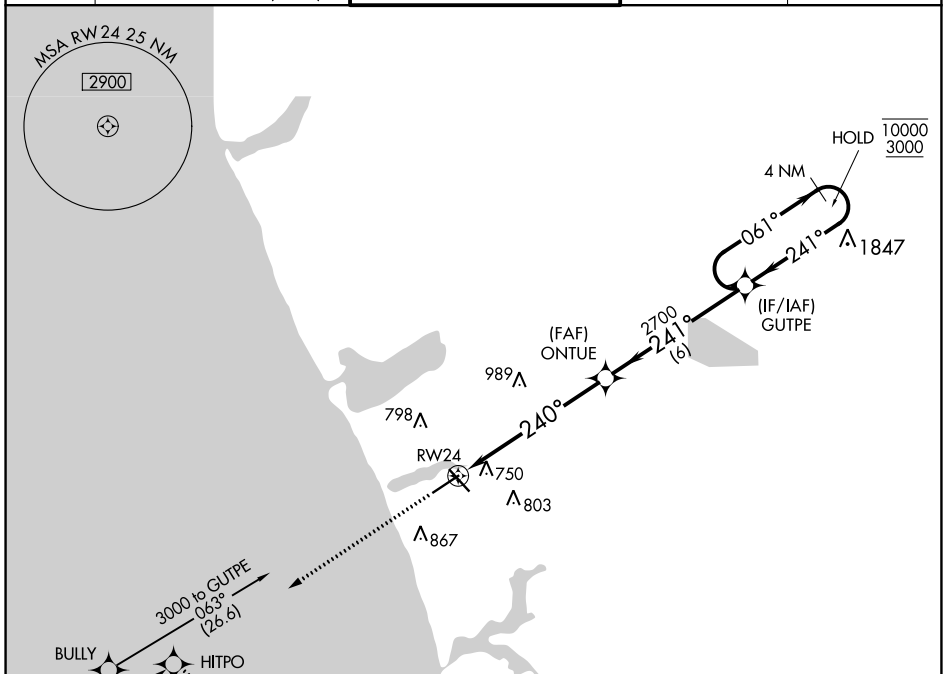 MSA RW24 25 NM
2900
HOLD
10000
3000
4 NM
061°
241°
1847
(IF/IAF)
GUTPE
2700
241°
(6)
(FAF)
ONTUE
989
240°
798
RW24
750
803
867
3000 to GUTPE
063°
(26.6)
BULLY
HITPO